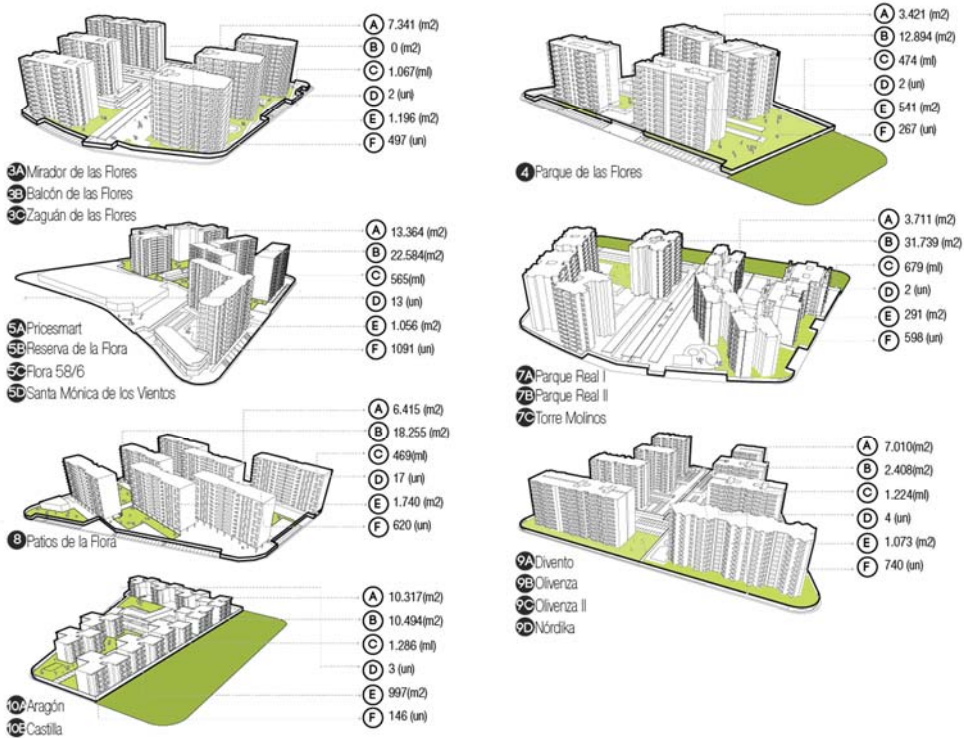 A 7.341 (m2)
B 0 (m2)
C 1.067(ml)
D 2 (un)
E 1.196 (m2)
F 497 (un)
3A Mirador de las Flores
3B Balcón de las Flores
3C Zaguán de las Flores
A 3.421 (m2)
B 12.894 (m2)
C 474 (ml)
D 2 (un)
E 541 (m2)
F 267 (un)
4 Parque de las Flores
A 13.364 (m2)
B 22.584(m2)
C 565(ml)
D 13 (un)
E 1.056 (m2)
F 1091 (un)
5A Pricesmart
5B Reserva de la Flora
5C Flora 58/6
5D Santa Mónica de los Vientos
A 3.711 (m2)
B 31.739 (m2)
C 679 (ml)
D 2 (un)
E 291 (m2)
F 598 (un)
7A Parque Real I
7B Parque Real II
7C Torre Molinos
A 6.415 (m2)
B 18.255 (m2)
C 469(ml)
D 17 (un)
E 1.740 (m2)
F 620 (un)
8 Patios de la Flora
A 7.010(m2)
B 2.408(m2)
C 1.224(ml)
D 4 (un)
E 1.073 (m2)
F 740 (un)
9A Divento
9B Olivenza
9C Olivenza II
9D Nórdika
A 10.317(m2)
B 10.494(m2)
C 1.286 (ml)
D 3 (un)
E 997(m2)
F 146 (un)
10A Aragón
10B Castilla